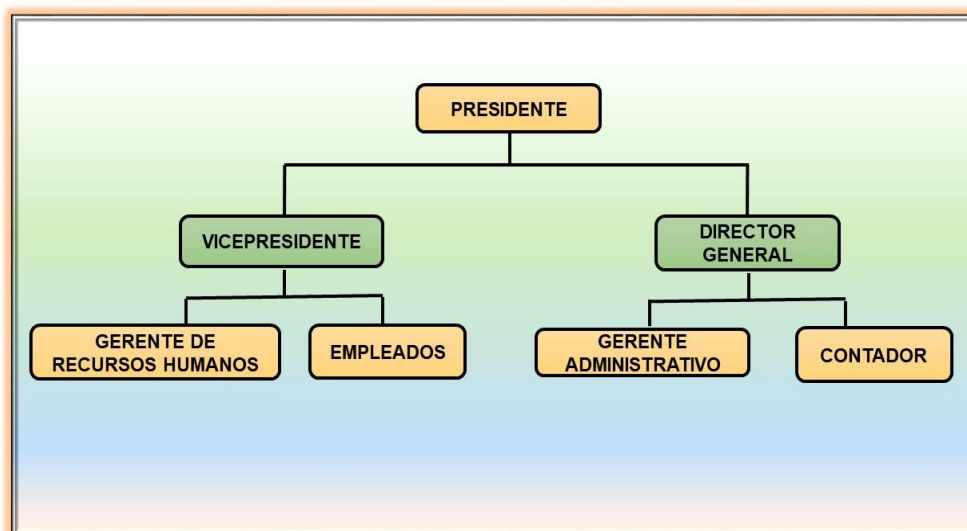 PRESIDENTE
VICEPRESIDENTE
DIRECTOR
GENERAL
GERENTE DE
RECURSOS HUMANOS
EMPLEADOS
GERENTE
ADMINISTRATIVO
CONTADOR